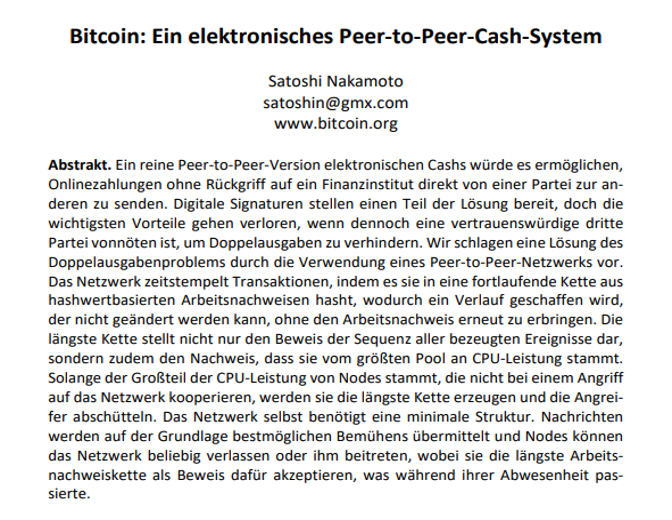 Bitcoin: Ein elektronisches Peer-to-Peer-Cash-System
Satoshi Nakamoto
satoshin@gmx.com
www.bitcoin.org
Abstrakt. Ein reine Peer-to-Peer-Version elektronischen Cashs würde es ermöglichen,
Onlinezahlungen ohne Rückgriff auf ein Finanzinstitut direkt von einer Partei zur an-
deren zu senden. Digitale Signaturen stellen einen Teil der Lösung bereit, doch die
wichtigsten Vorteile gehen verloren, wenn dennoch eine vertrauenswürdige dritte
Partei vonnöten ist, um Doppelausgaben zu verhindern. Wir schlagen eine Lösung des
Doppelausgabenproblems durch die Verwendung eines Peer-to-Peer-Netzwerks vor.
Das Netzwerk zeitstempelt Transaktionen, indem es sie in eine fortlaufende Kette aus
hashwertbasierten Arbeitsnachweisen hasht, wodurch ein Verlauf geschaffen wird,
der nicht geändert werden kann, ohne den Arbeitsnachweis erneut zu erbringen. Die
längste Kette stellt nicht nur den Beweis der Sequenz aller bezeugten Ereignisse dar,
sondern zudem den Nachweis, dass sie vom größten Pool an CPU-Leistung stammt.
Solange der Großteil der CPU-Leistung von Nodes stammt, die nicht bei einem Angriff
auf das Netzwerk kooperieren, werden sie die längste Kette erzeugen und die Angrei-
fer abschütteln. Das Netzwerk selbst benötigt eine minimale Struktur. Nachrichten
werden auf der Grundlage bestmöglichen Bemühens übermittelt und Nodes können
das Netzwerk beliebig verlassen oder ihm beitreten, wobei sie die längste Arbeits-
nachweiskette als Beweis dafür akzeptieren, was während ihrer Abwesenheit pas-
sierte.